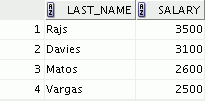 LAST_NAME SALARY
1 Rajs 3500
2 Davies 3100
3 Matos 2600
4 Vargas 2500